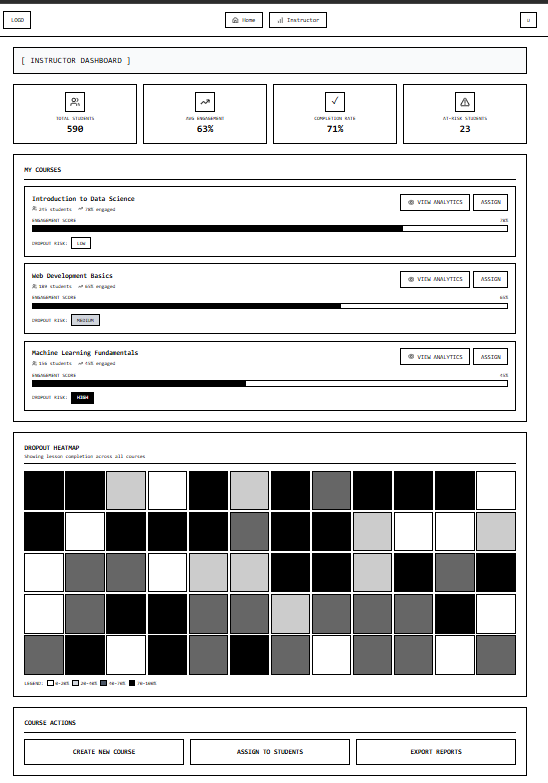 LOGO
Home
Instructor
U
[ INSTRUCTOR DASHBOARD ]
TOTAL STUDENTS
590
AVG ENGAGEMENT
63%
COMPLETION RATE
71%
AT-RISK STUDENTS
23
MY COURSES
Introduction to Data Science
245 students 78% engaged
VIEW ANALYTICS
ASSIGN
ENGAGEMENT SCORE
78%
DROPOUT RISK: LOW
Web Development Basics
189 students 65% engaged
VIEW ANALYTICS
ASSIGN
ENGAGEMENT SCORE
65%
DROPOUT RISK: MEDIUM
Machine Learning Fundamentals
156 students 45% engaged
VIEW ANALYTICS
ASSIGN
ENGAGEMENT SCORE
45%
DROPOUT RISK: HIGH
DROPOUT HEATMAP
Showing lesson completion across all courses
LEGEND: 0-20% 20-40% 40-70% 70-100%
COURSE ACTIONS
CREATE NEW COURSE
ASSIGN TO STUDENTS
EXPORT REPORTS